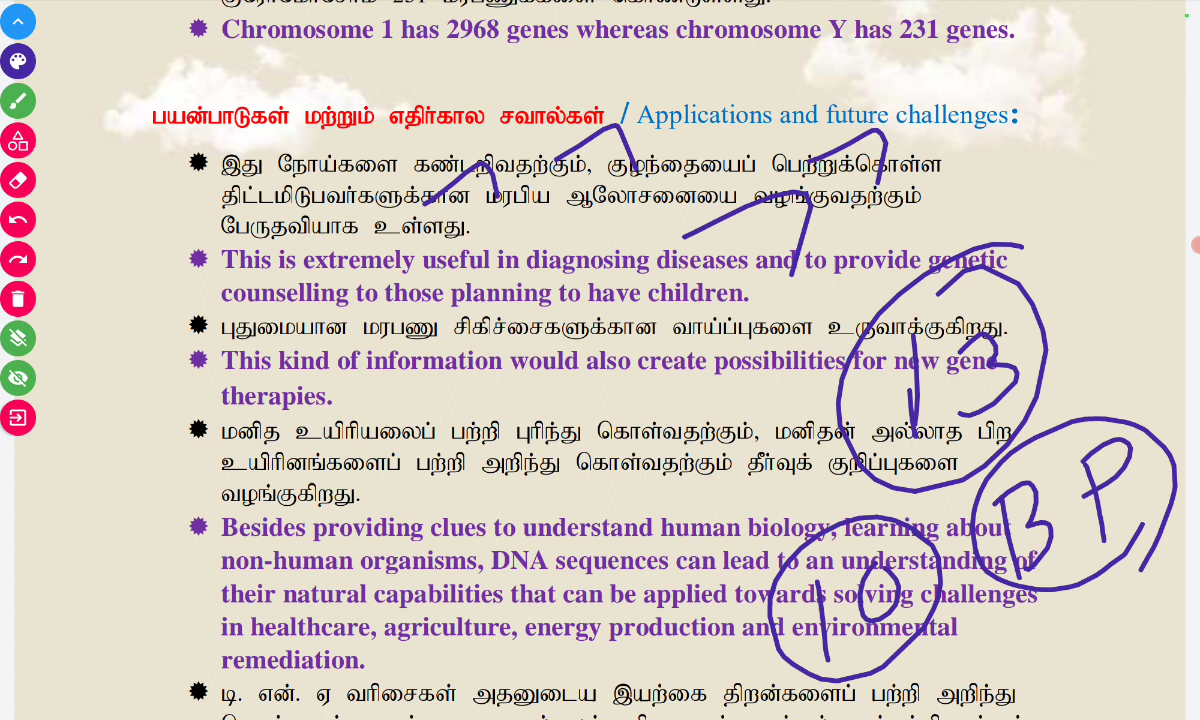 Chromosome 1 has 2968 genes whereas chromosome Y has 231 genes.
பயன்பாடுகள் மற்றும் எதிர்கால சவால்கள் / Applications and future challenges:
இது நோய்களை கண்டறிவதற்கும், குழந்தையைப் பெற்றுக்கொள்ள
திட்டமிடுபவர்களுக்கான மரபிய ஆலோசனையை வழங்குவதற்கும்
பேருதவியாக உள்ளது.
This is extremely useful in diagnosing diseases and to provide genetic
counselling to those planning to have children.
புதுமையான மரபணு சிகிச்சைகளுக்கான வாய்ப்புகளை உருவாக்குகிறது.
This kind of information would also create possibilities for new gene
therapies.
13
மனித உயிரியலைப் பற்றி புரிந்து கொள்வதற்கும், மனிதன் அல்லாத பிற
உயிரினங்களைப் பற்றி அறிந்து கொள்வதற்கும் தீர்வுக் குறிப்புகளை
வழங்குகிறது.
BP,
Besides providing clues to understand human biology, learning about
non-human organisms, DNA sequences can lead to an understanding of
their natural capabilities that can be applied towards solving challenges
10
in healthcare, agriculture, energy production and environmental
remediation.
டி. என். ஏ வரிசைகள் அதனுடைய இயற்கை திறன்களைப் பற்றி அறிந்து